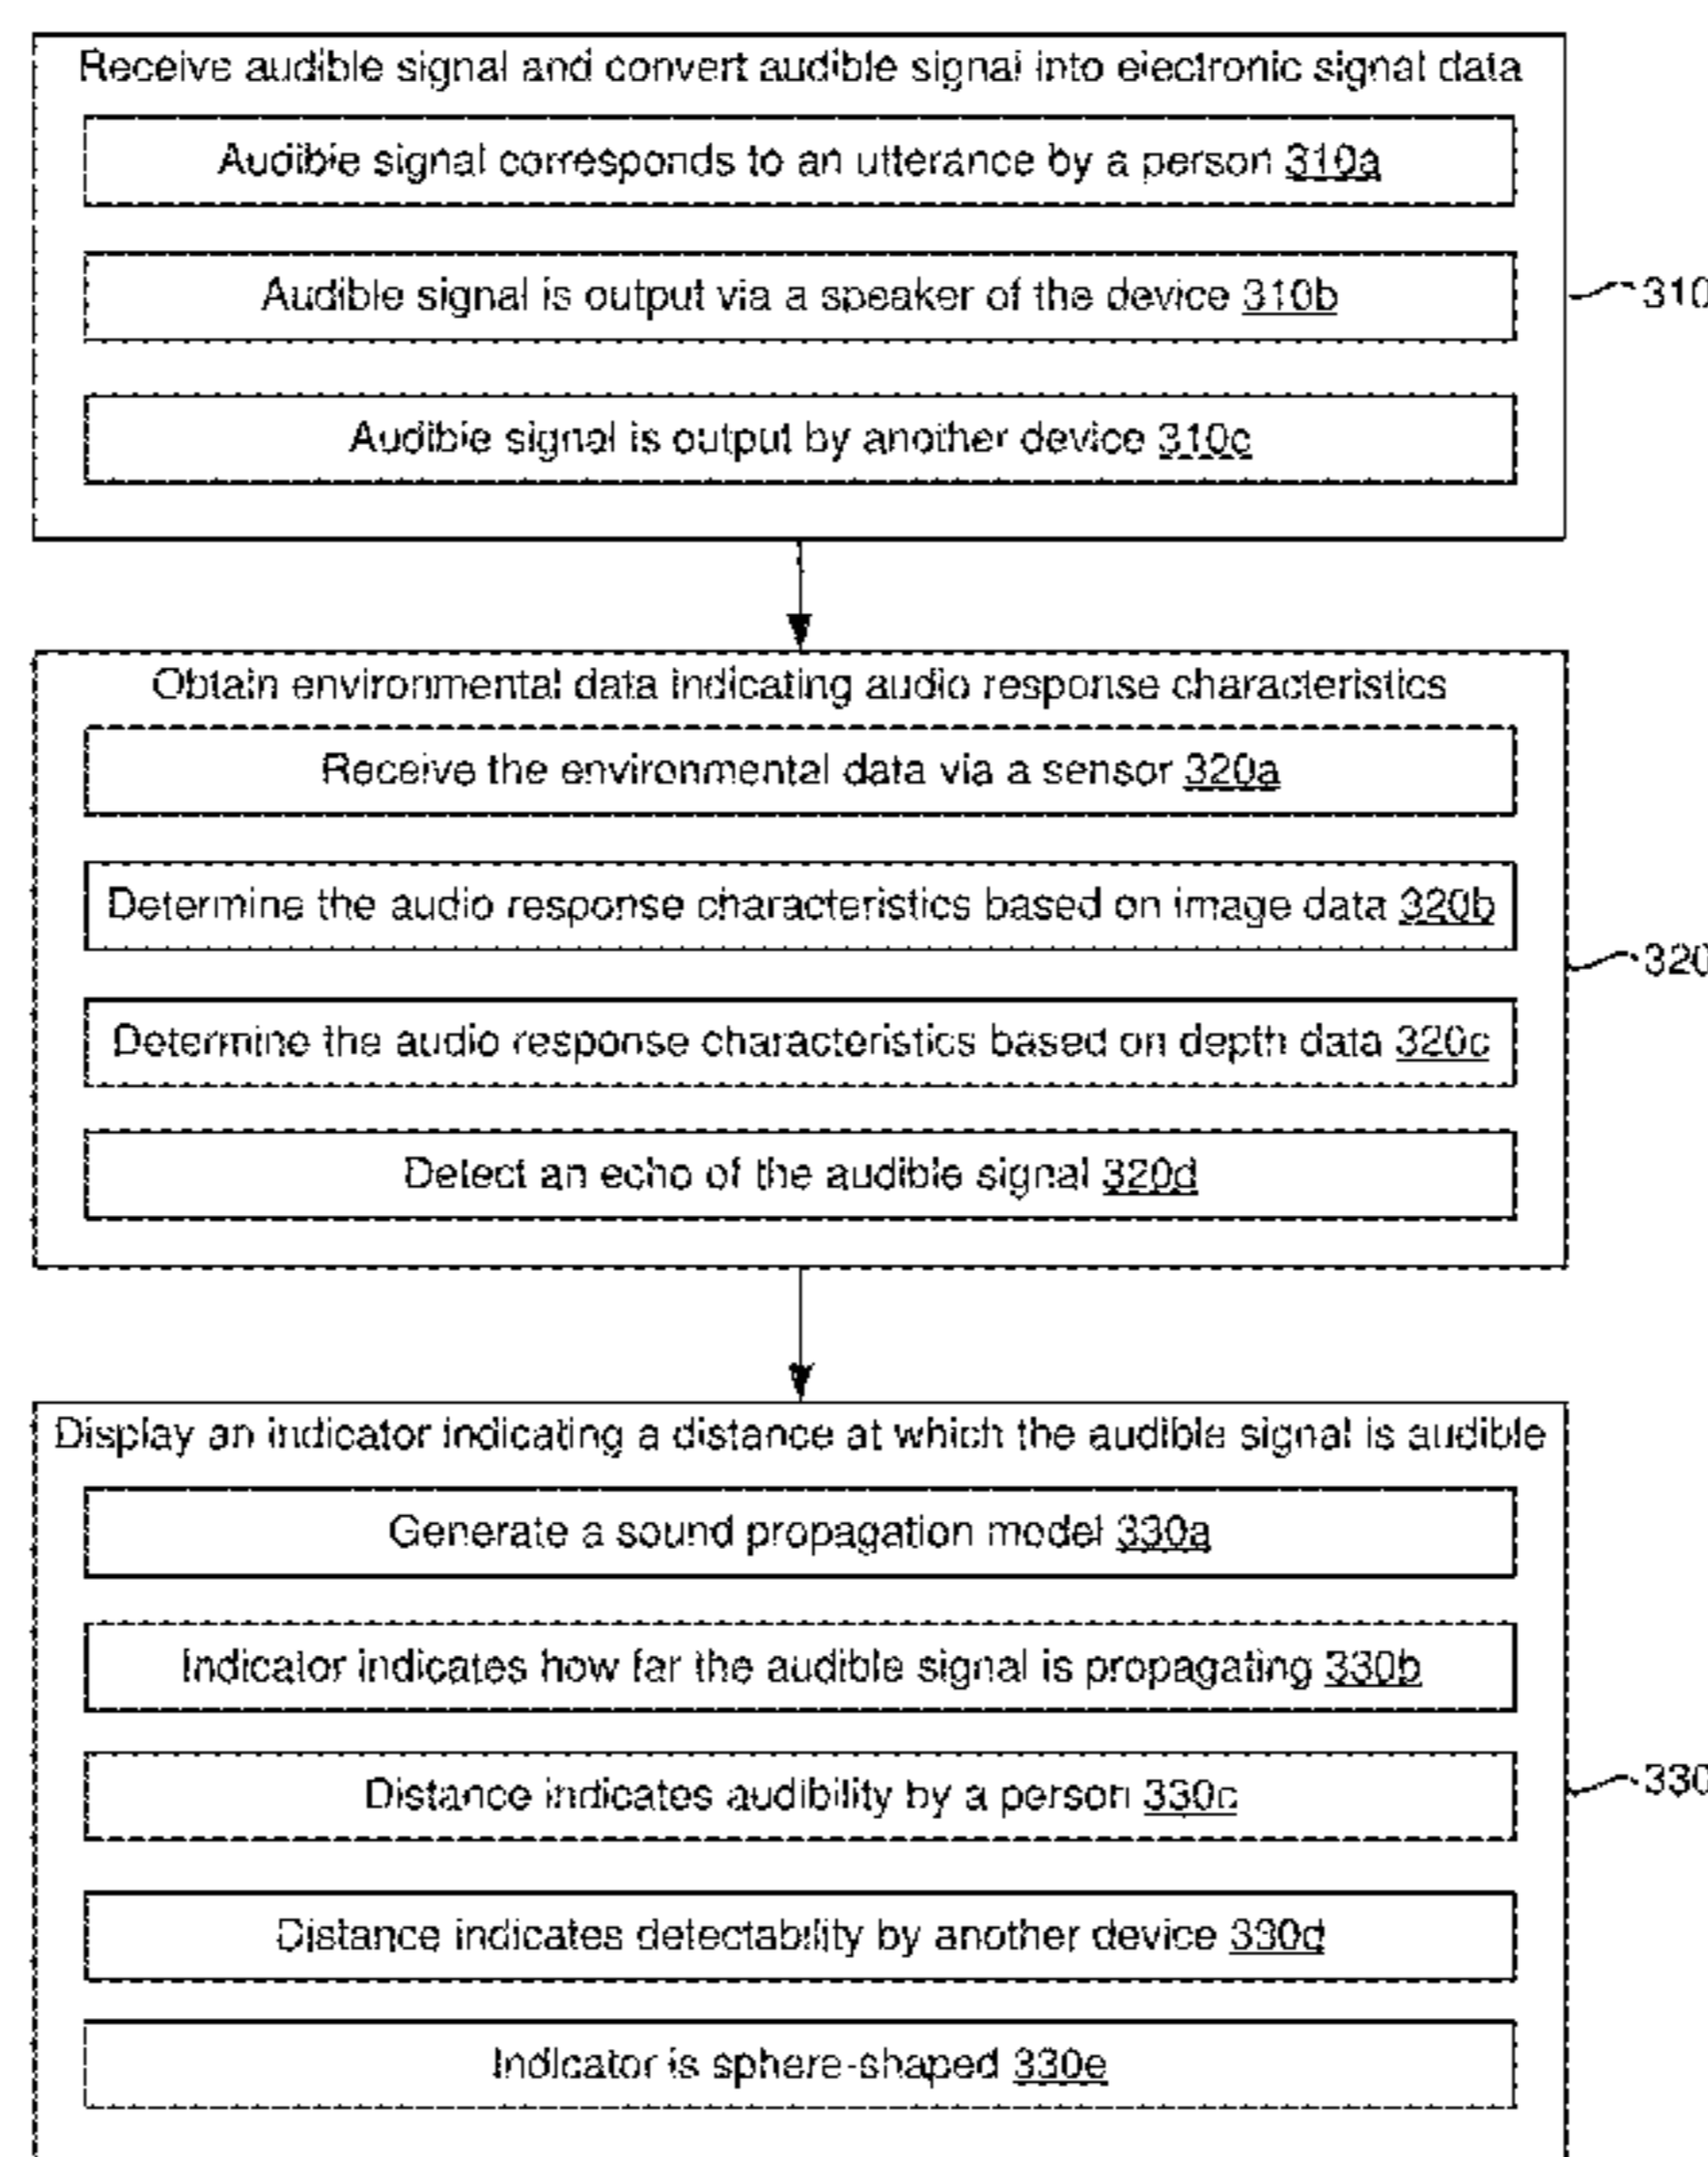 Receive audible signal and convert audible signal into electronic signal data
Audible signal corresponds to an utterance by a person 310a
Audible signal is output via a speaker of the device 310b
310
Audible signal is output by another device 310c
Obtain environmental data indicating audio response characteristics
Receive the environmental data via a sensor 320a
Determine the audio response characteristics based on image data 320b
320
Determine the audio response characteristics based on depth data 320c
Detect an echo of the audible signal 320d
Display an indicator indicating a distance at which the audible signal is audible
Generate a sound propagation model 330a
Indicator indicates how far the audible signal is propagating 330b
Distance indicates audibility by a person 330c
330
Distance indicates detectability by another device 330d
Indicator is sphere-shaped 330e